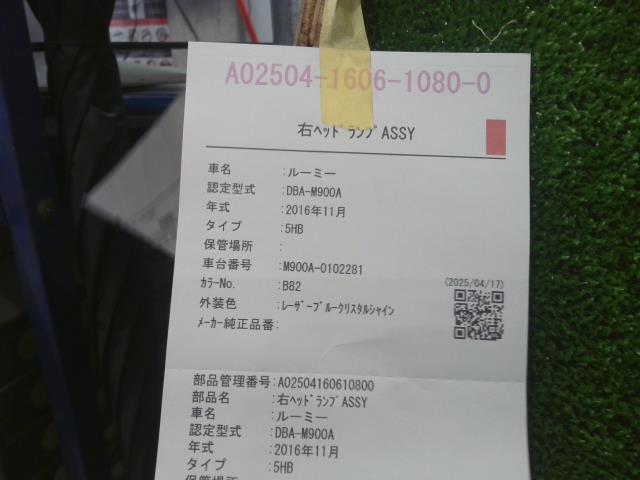 A02504-1606-1080-0
右ﾍｯﾄﾞﾗﾝﾌﾟASSY
車名 :ルーミー
認定型式 :DBA-M900A
年式 :2016年11月
タイプ :5HB
保管場所 :
車台番号 :M900A-0102281
ｶﾗｰNo. :B82
(2025/04/17)
外装色 :ﾚｰｻﾞｰﾌﾞﾙｰｸﾘｽﾀﾙｼｬｲﾝ
ﾒｰｶｰ純正品番:
部品管理番号:A02504160610800
部品名 :右ﾍｯﾄﾞﾗﾝﾌﾟASSY
車名 :ルーミー
認定型式 :DBA-M900A
年式 :2016年11月
タイプ :5HB